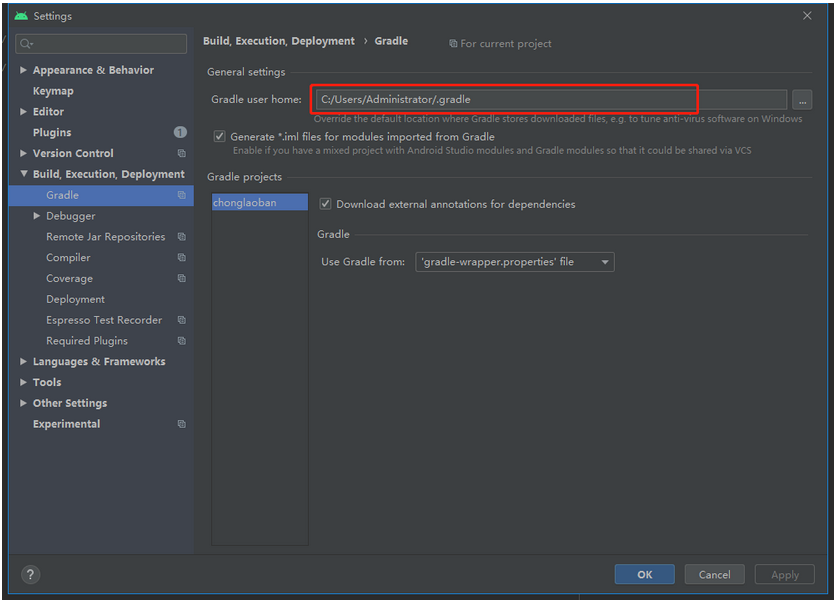 Settings
Build, Execution, Deployment › Gradle
For current project
Appearance & Behavior
Keymap
Editor
Plugins 1
Version Control
Build, Execution, Deployment
Gradle
Debugger
Remote Jar Repositories
Compiler
Coverage
Deployment
Espresso Test Recorder
Required Plugins
Languages & Frameworks
Tools
Other Settings
Experimental
General settings
Gradle user home: C:/Users/Administrator/.gradle ...
Override the default location where Gradle stores downloaded files, e.g. to tune anti-virus software on Windows
Generate *.iml files for modules imported from Gradle
Enable if you have a mixed project with Android Studio modules and Gradle modules so that it could be shared via VCS
Gradle projects
chonglaoban
Download external annotations for dependencies
Gradle
Use Gradle from: 'gradle-wrapper.properties' file
?
OK
Cancel
Apply